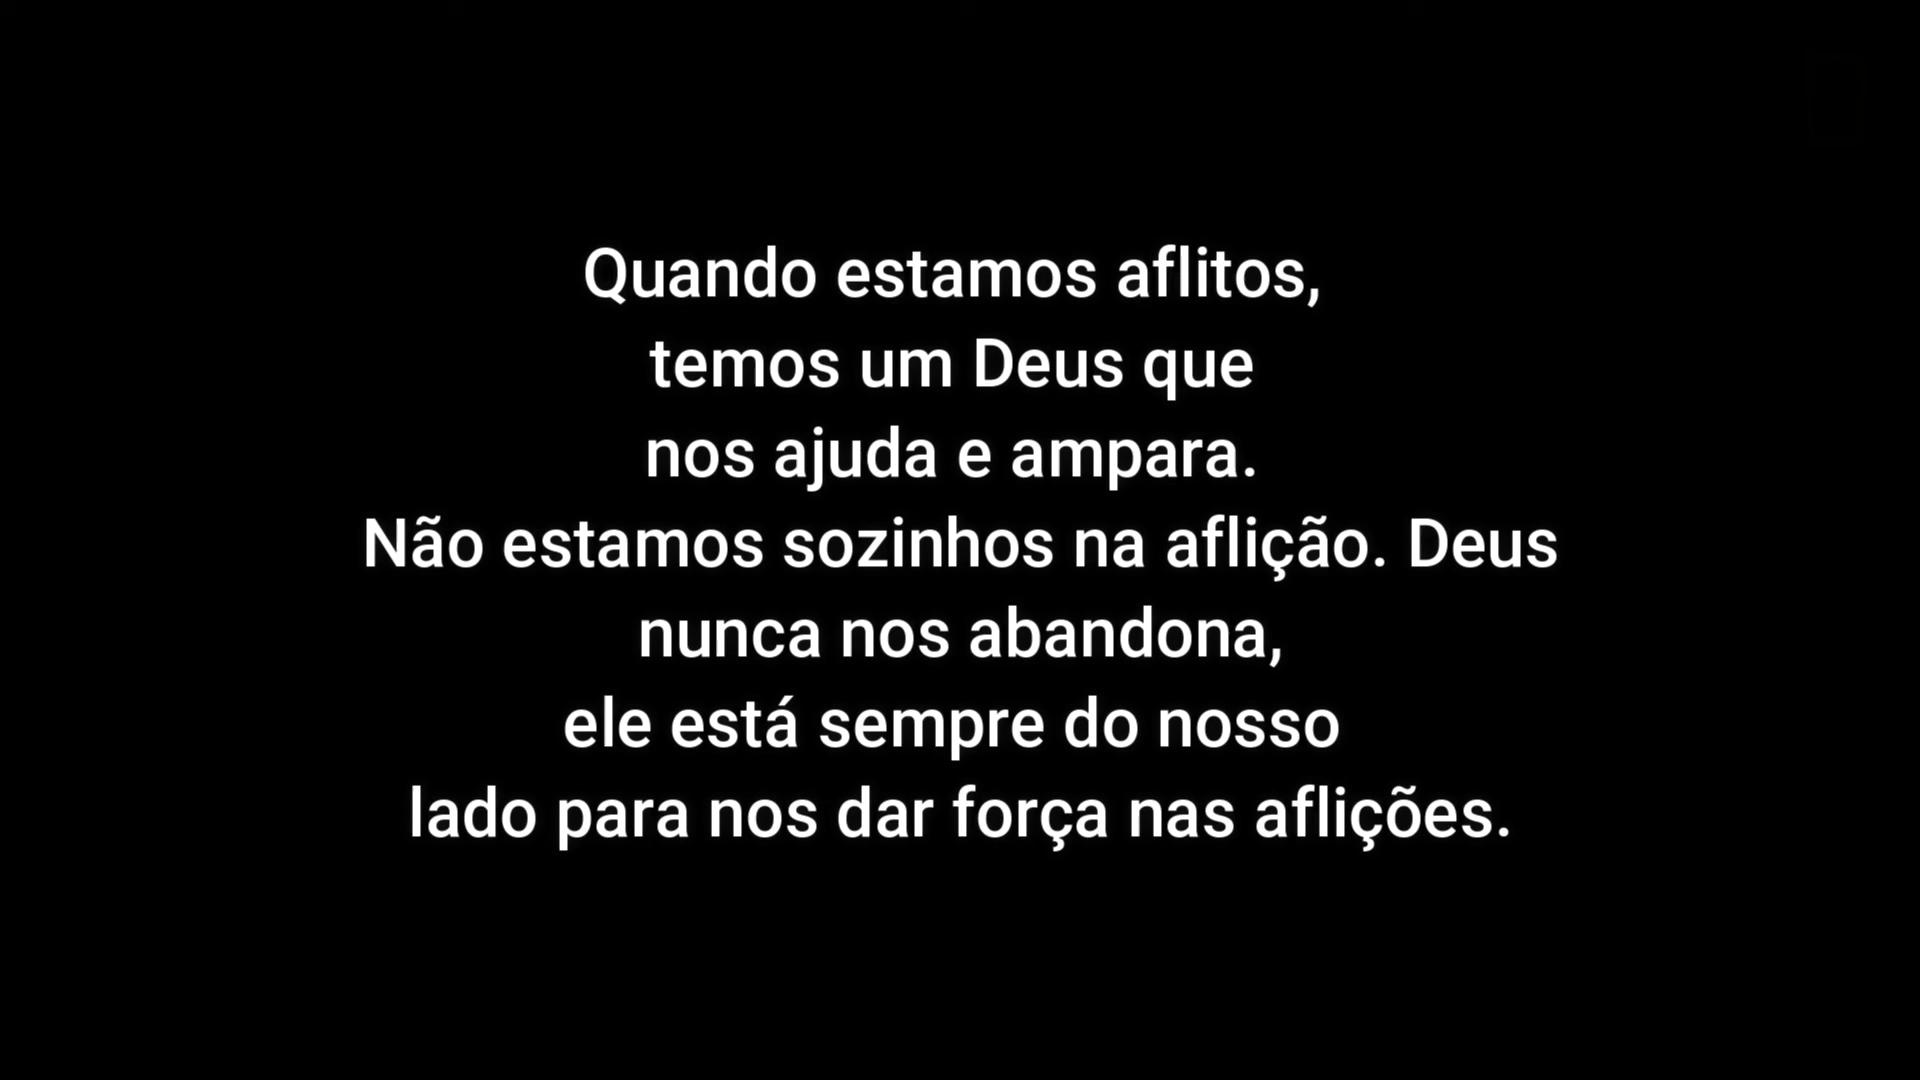 Quando estamos aflitos,
temos um Deus que
nos ajuda e ampara.
Não estamos sozinhos na aflição. Deus
nunca nos abandona,
ele está sempre do nosso
lado para nos dar força nas aflições.